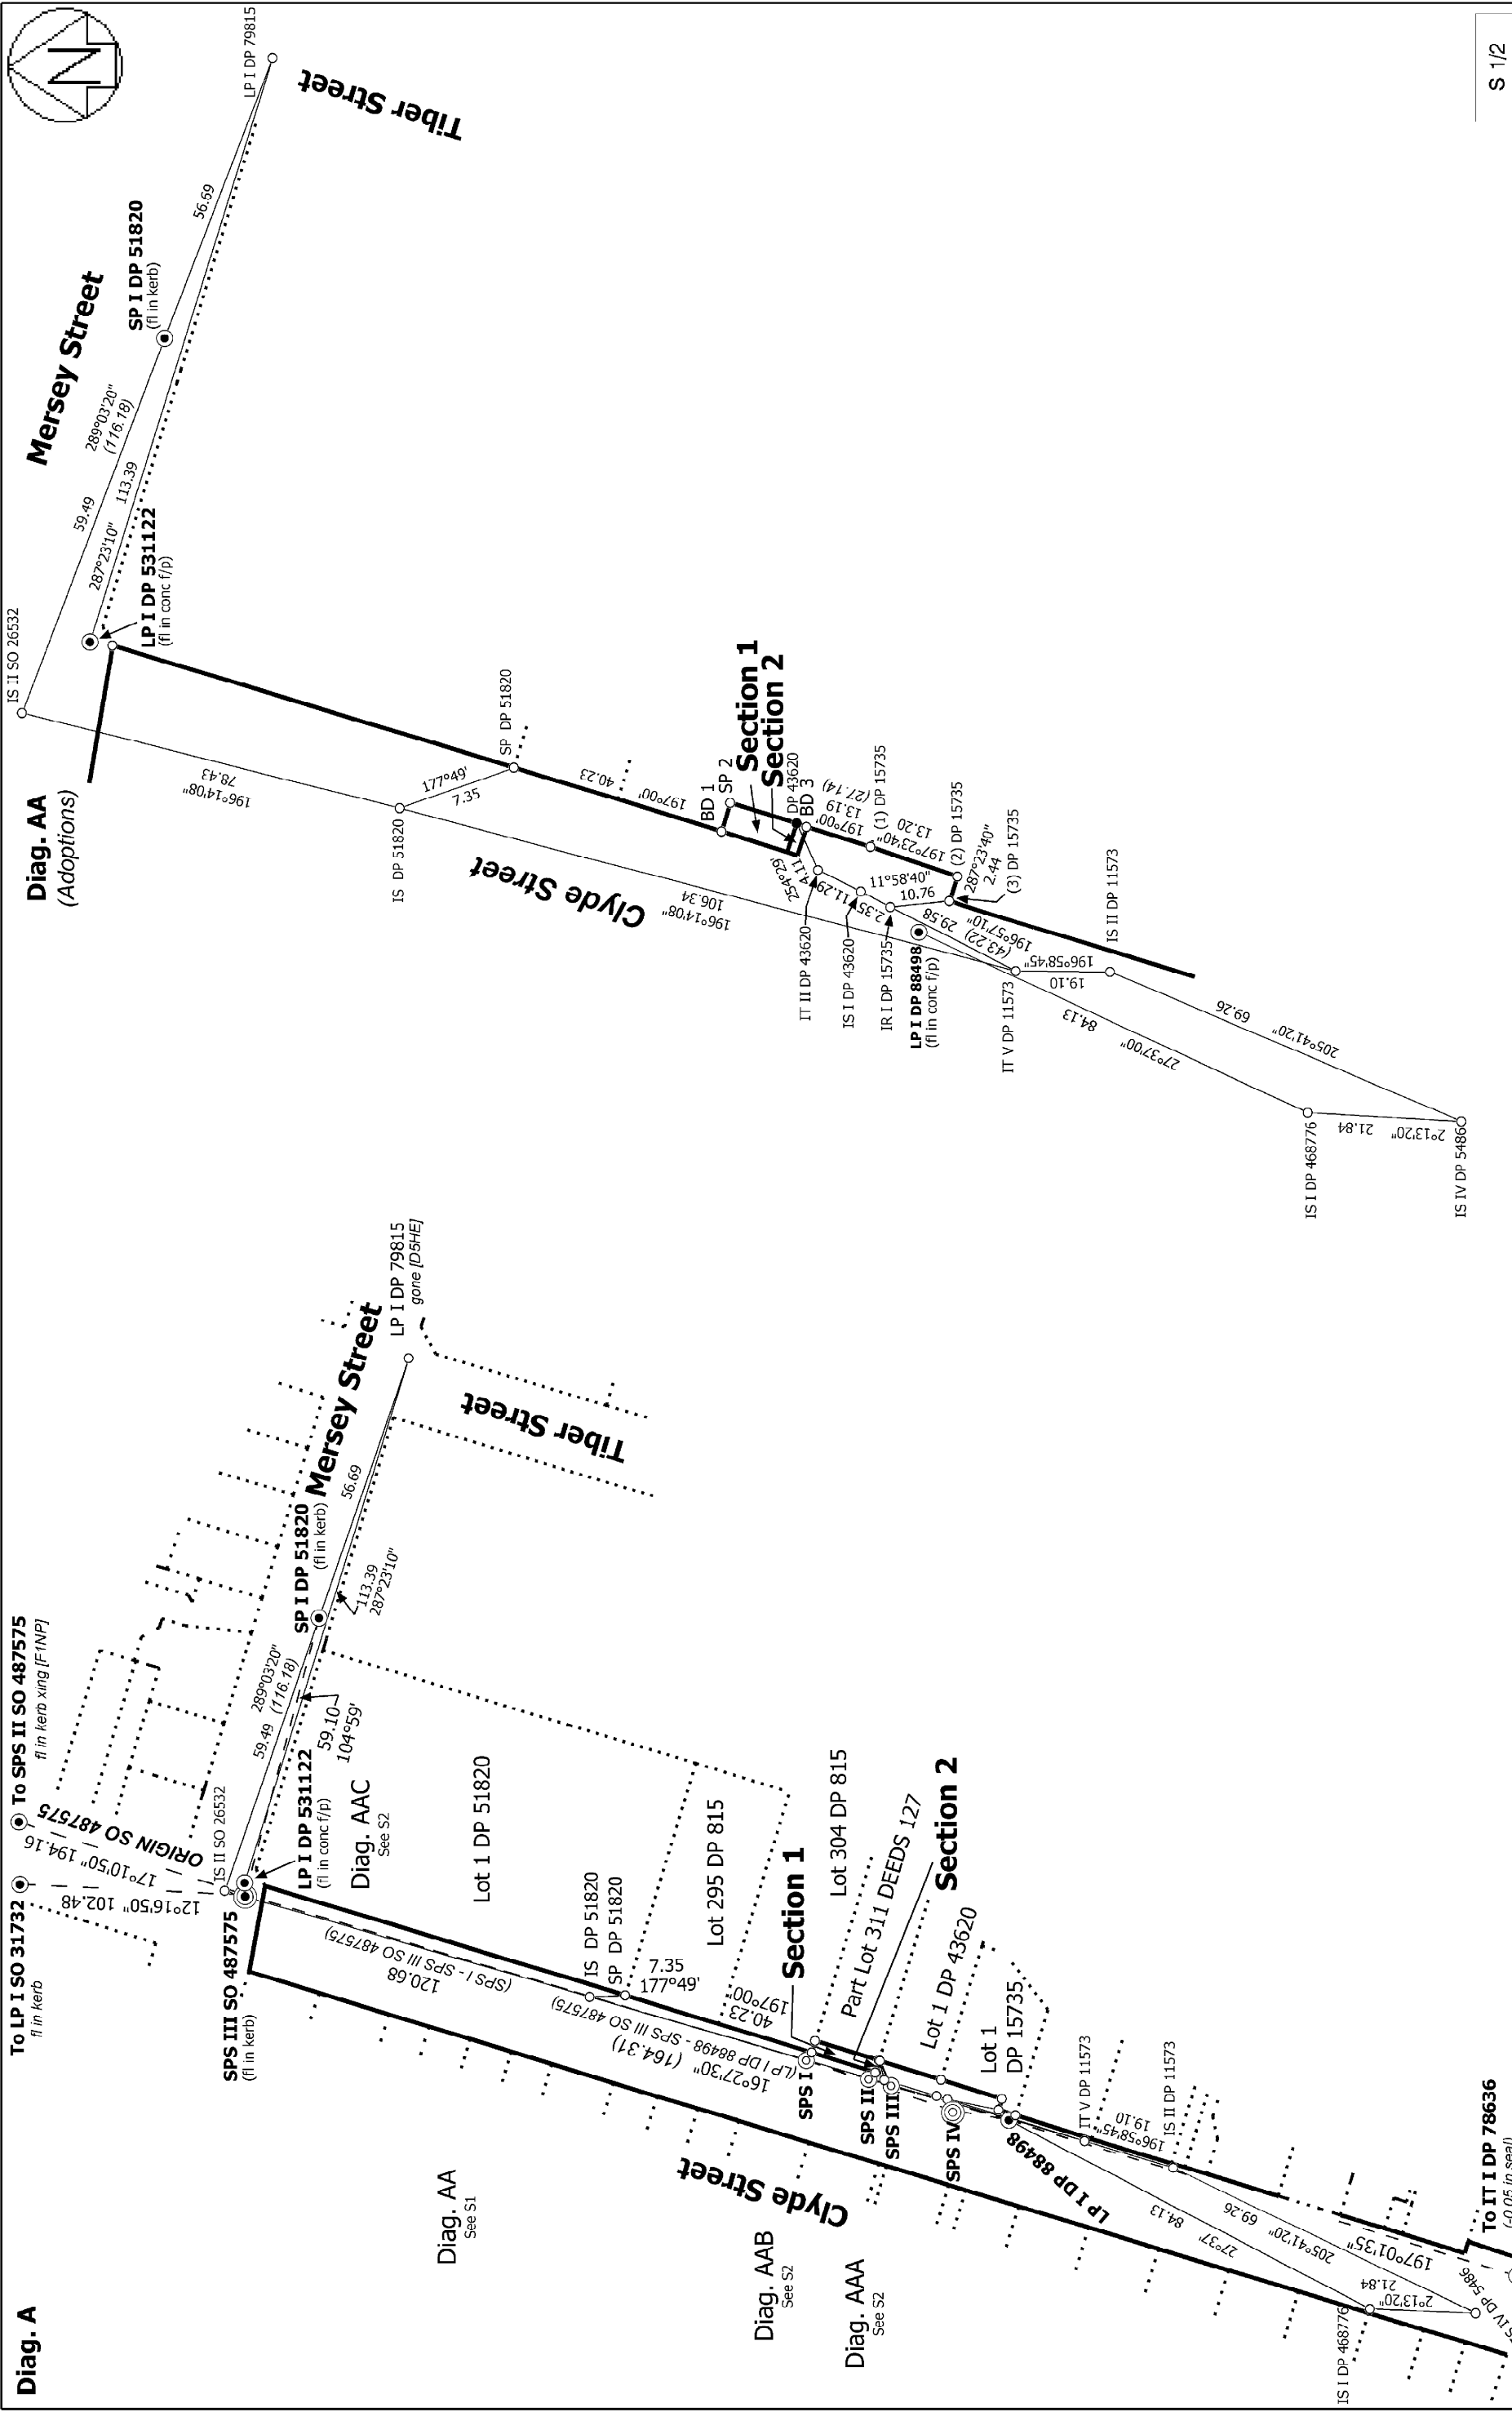 Diag. A
To LP I SO 31732
fl in kerb
To SPS II SO 487575
fl in kerb xing [F1NP]
ORIGIN SO 487575
17°10'50" 194.16
12°16'50" 102.48
IS II SO 26532
SPS III SO 487575
(fl in kerb)
LP I DP 531122
(fl in conc f/p)
59.49
289°03'20"
(116.18)
59.10
104°59'
SP I DP 51820
(fl in kerb)
Mersey Street
56.69
113.39
287°23'10"
LP I DP 79815
gone [D5HE]
Tiber Street
Diag. AAC
See S2
Lot 1 DP 51820
(SPS I - SPS III SO 487575)
120.68
IS DP 51820
SP DP 51820
7.35
177°49'
Lot 295 DP 815
(LP I DP 88498 - SPS III SO 487575)
16°27'30" (164.31)
197°00'
40.23
Diag. AA
See S1
Section 1
Lot 304 DP 815
Part Lot 311 DEEDS 127
Section 2
SPS I
SPS II
SPS III
SPS IV
Clyde Street
Lot 1 DP 43620
Lot 1
DP 15735
Diag. AAB
See S2
Diag. AAA
See S2
LP I DP 88498
IT V DP 11573
196°58'45"
19.10
IS II DP 11573
84.13
27°37'
69.26
205°41'20"
197°01'35"
21.84
2°13'20"
IS I DP 468776
IS IV DP 5486
To IT I DP 78636
(-0.05 in seal)
Diag. AA
(Adoptions)
IS II SO 26532
Mersey Street
SP I DP 51820
(fl in kerb)
59.49
289°03'20"
(116.18)
56.69
287°23'10"
113.39
LP I DP 79815
N
LP I DP 531122
(fl in conc f/p)
Tiber Street
78.43
196°14'08"
IS DP 51820
177°49'
7.35
SP DP 51820
40.23
197°00'
Clyde Street
106.34
196°14'08"
BD 1
SP 2
Section 1
Section 2
DP 43620
BD 3
(27.14)
13.19
197°00'
(1) DP 15735
13.20
197°23'40"
(2) DP 15735
287°23'40"
2.44
(3) DP 15735
254°29'
4.11
11.29
2.35
11°58'40"
10.76
29.58
(43.22)
196°57'10"
IT II DP 43620
IS I DP 43620
IR I DP 15735
LP I DP 88498
(fl in conc f/p)
IT V DP 11573
196°58'45"
19.10
IS II DP 11573
84.13
27°37'00"
69.26
205°41'20"
IS I DP 468776
21.84
2°13'20"
IS IV DP 5486
S 1/2